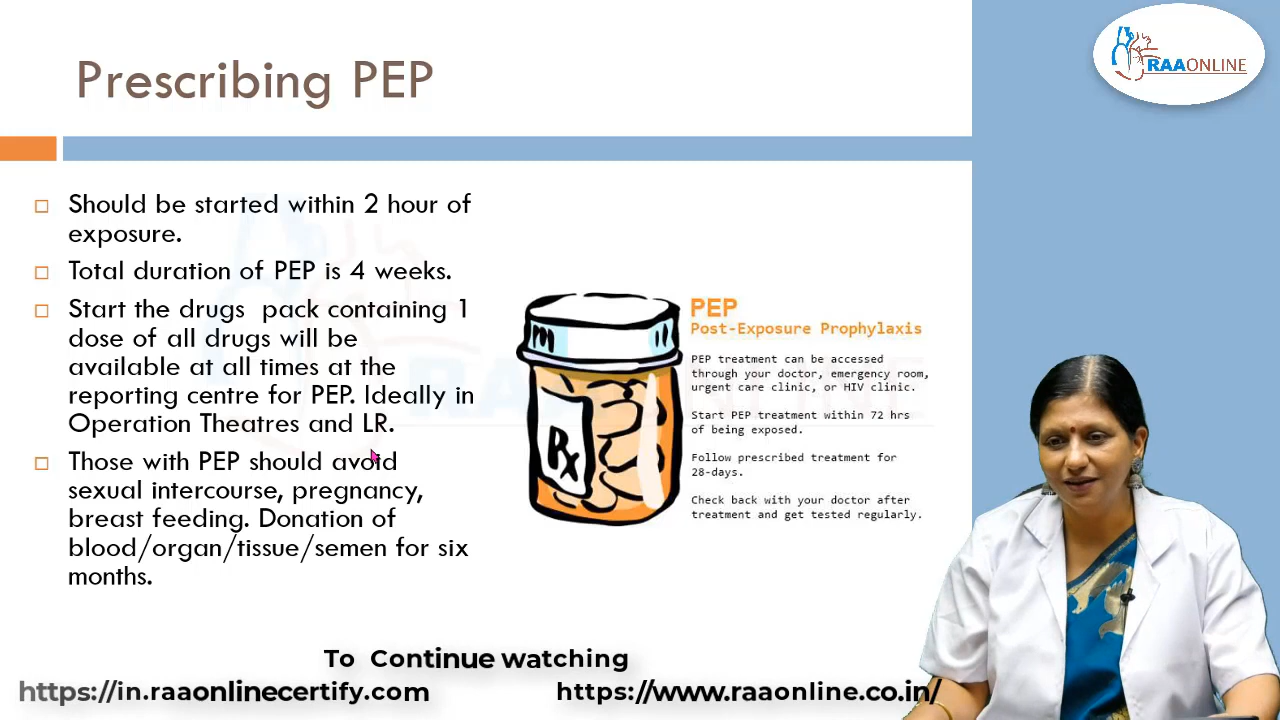 Prescribing PEP
RAAONLINE
Should be started within 2 hour of
exposure.
Total duration of PEP is 4 weeks.
Start the drugs pack containing 1
dose of all drugs will be
available at all times at the
reporting centre for PEP. Ideally in
Operation Theatres and LR.
Those with PEP should avoid
sexual intercourse, pregnancy,
breast feeding. Donation of
blood/organ/tissue/semen for six
months.
Rx
PEP
Post-Exposure Prophylaxis
PEP treatment can be accessed
through your doctor, emergency room,
urgent care clinic, or HIV clinic.
Start PEP treatment within 72 hrs
of being exposed.
Follow prescribed treatment for
28-days.
Check back with your doctor after
treatment and get tested regularly.
To Continue watching
https://in.raaonlinecertify.com
https://www.raaonline.co.in/